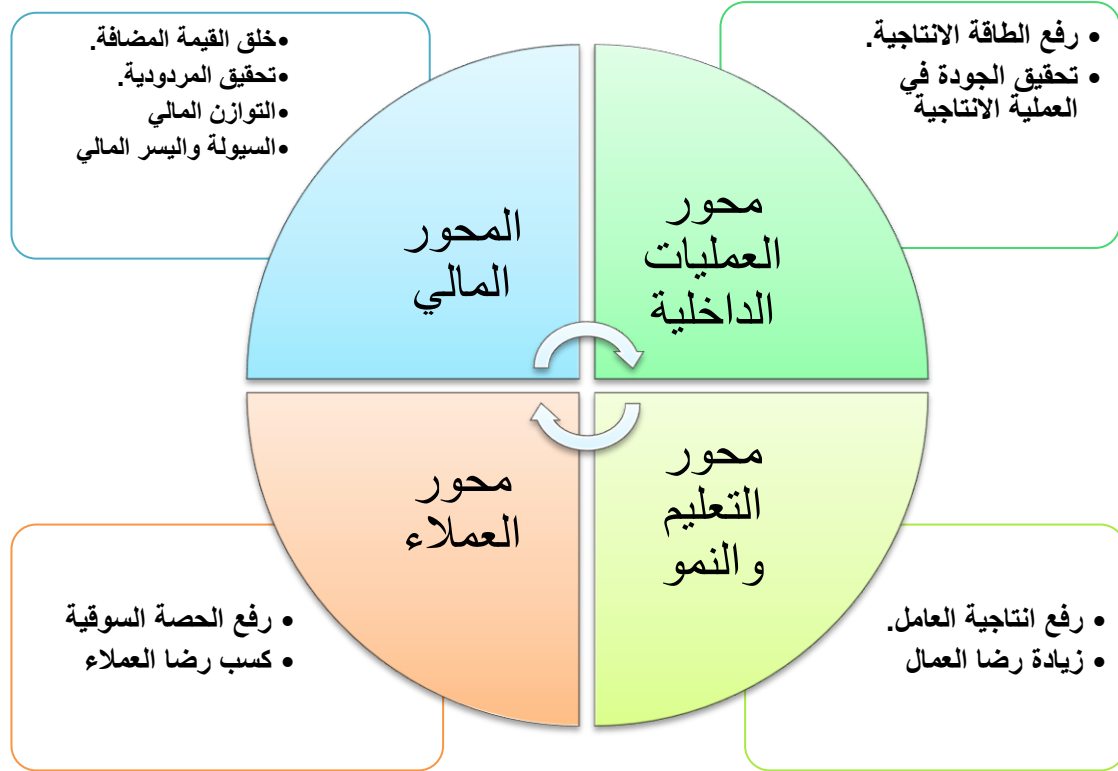 • رفع الطاقة الانتاجية.
• تحقيق الجودة في
العملية الانتاجية
•خلق القيمة المضافة.
•تحقيق المردودية.
•التوازن المالي
•السيولة واليسر المالي
محور
العمليات
الداخلية
المحور
المالي
محور
التعليم
والنمو
محور
العملاء
• رفع انتاجية العامل.
• زيادة رضا العمال
• رفع الحصة السوقية
• كسب رضا العملاء